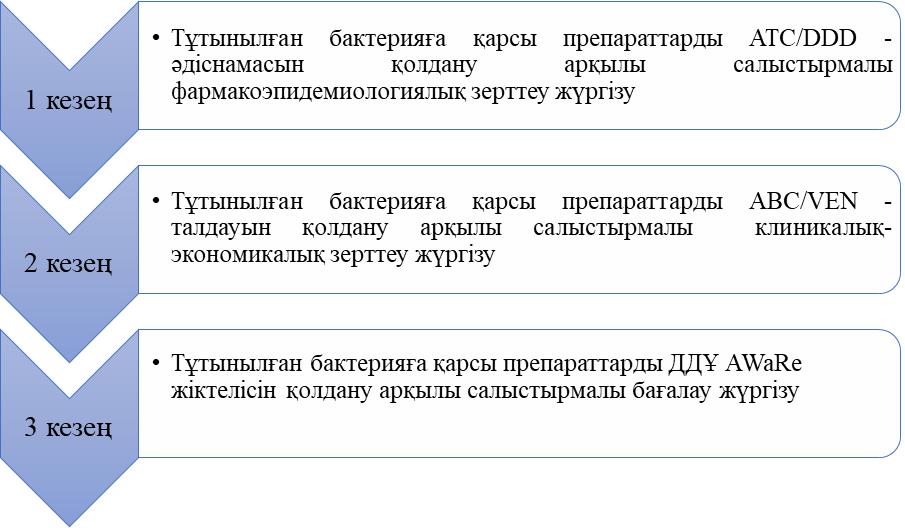 1 кезең
• Тұтынылған бактерияға қарсы препараттарды ATC/DDD -
әдіснамасын қолдану арқылы салыстырмалы
фармакоэпидемиологиялық зерттеу жүргізу
2 кезең
• Тұтынылған бактерияға қарсы препараттарды ABC/VEN -
талдауын қолдану арқылы салыстырмалы клиникалық-
экономикалық зерттеу жүргізу
3 кезең
• Тұтынылған бактерияға қарсы препараттарды ДДҰ AWaRe
жіктелісін қолдану арқылы салыстырмалы бағалау жүргізу